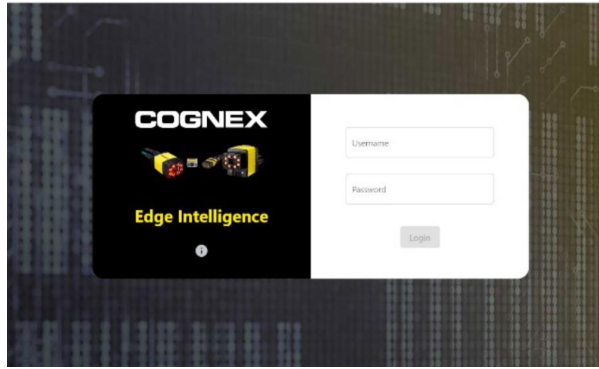 COGNEX
Edge Intelligence
Username
Password
Login